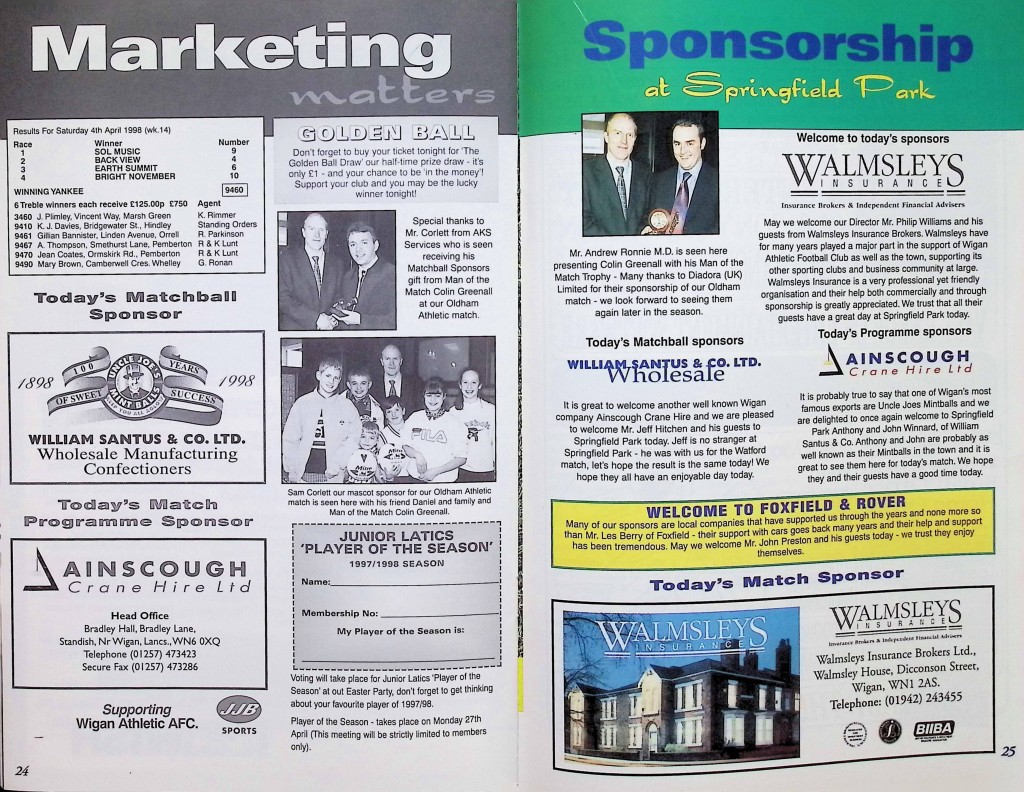 Marketing
matters
Results For Saturday 4th April 1998 (wk.14)
Race Winner Number
1 SOL MUSIC 9
2 BACK VIEW 4
3 EARTH SUMMIT 6
4 BRIGHT NOVEMBER 10
WINNING YANKEE 9460
6 Treble winners each receive £125.00p £750 Agent
3460 J. Plimley, Vincent Way, Marsh Green K. Rimmer
9410 K. J. Davies, Bridgewater St., Hindley Standing Orders
9461 Gillian Bannister, Linden Avenue, Orrell R. Parkinson
9467 A. Thompson, Smethurst Lane, Pemberton R & K Lunt
9470 Jean Coates, Ormskirk Rd., Pemberton R & K Lunt
9490 Mary Brown, Camberwell Cres. Whelley G. Ronan
Today's Matchball
Sponsor
1898 1998
100 YEARS
OF SWEET SUCCESS
UNCLE JOE'S
MINT BALLS
KEEP YOU ALL AGLOW
WILLIAM SANTUS & CO. LTD.
Wholesale Manufacturing
Confectioners
Today's Match
Programme Sponsor
AINSCOUGH
Crane Hire Ltd
Head Office
Bradley Hall, Bradley Lane,
Standish, Nr Wigan, Lancs., WN6 0XQ
Telephone (01257) 473423
Secure Fax (01257) 473286
Supporting
Wigan Athletic AFC.
JJB
SPORTS
24
GOLDEN BALL
Don't forget to buy your ticket tonight for 'The
Golden Ball Draw' our half-time prize draw - it's
only £1 - and your chance to be 'in the money'!
Support your club and you may be the lucky
winner tonight!
Special thanks to
Mr. Corlett from AKS
Services who is seen
receiving his
Matchball Sponsors
gift from Man of the
Match Colin Greenall
at our Oldham
Athletic match.
FILA
Sam Corlett our mascot sponsor for our Oldham Athletic
match is seen here with his friend Daniel and family and
Man of the Match Colin Greenall.
JUNIOR LATICS
'PLAYER OF THE SEASON'
1997/1998 SEASON
Name:
Membership No:
My Player of the Season is:
Voting will take place for Junior Latics 'Player of the
Season' at out Easter Party, don't forget to get thinking
about your favourite player of 1997/98.
Player of the Season - takes place on Monday 27th
April (This meeting will be strictly limited to members
only).
Sponsorship
at Springfield Park
Mr. Andrew Ronnie M.D. is seen here
presenting Colin Greenall with his Man of the
Match Trophy - Many thanks to Diadora (UK)
Limited for their sponsorship of our Oldham
match - we look forward to seeing them
again later in the season.
Welcome to today's sponsors
WALMSLEYS
INSURANCE
Insurance Brokers & Independent Financial Advisers
May we welcome our Director Mr. Philip Williams and his
guests from Walmsleys Insurance Brokers. Walmsleys have
for many years played a major part in the support of Wigan
Athletic Football Club as well as the town, supporting its
other sporting clubs and business community at large.
Walmsleys Insurance is a very professional yet friendly
organisation and their help both commercially and through
sponsorship is greatly appreciated. We trust that all their
guests have a great day at Springfield Park today.
Today's Matchball sponsors
WILLIAM SANTUS & CO. LTD.
Wholesale
It is great to welcome another well known Wigan
company Ainscough Crane Hire and we are pleased
to welcome Mr. Jeff Hitchen and his guests to
Springfield Park today. Jeff is no stranger at
Springfield Park - he was with us for the Watford
match, let's hope the result is the same today! We
hope they all have an enjoyable day today.
Today's Programme sponsors
AINSCOUGH
Crane Hire Ltd
It is probably true to say that one of Wigan's most
famous exports are Uncle Joes Mintballs and we
are delighted to once again welcome to Springfield
Park Anthony and John Winnard, of William
Santus & Co. Anthony and John are probably as
well known as their Mintballs in the town and it is
great to see them here for today's match. We hope
they and their guests have a good time today.
WELCOME TO FOXFIELD & ROVER
Many of our sponsors are local companies that have supported us through the years and none more so
than Mr. Les Berry of Foxfield - their support with cars goes back many years and their help and support
has been tremendous. May we welcome Mr. John Preston and his guests today - we trust they enjoy
themselves.
Today's Match Sponsor
WALMSLEYS
INSURANCE
WALMSLEYS
INSURANCE
Insurance Brokers & Independent Financial Advisers
Walmsleys Insurance Brokers Ltd.,
Walmsley House, Dicconson Street,
Wigan, WN1 2AS.
Telephone: (01942) 243455
BIIBA
25